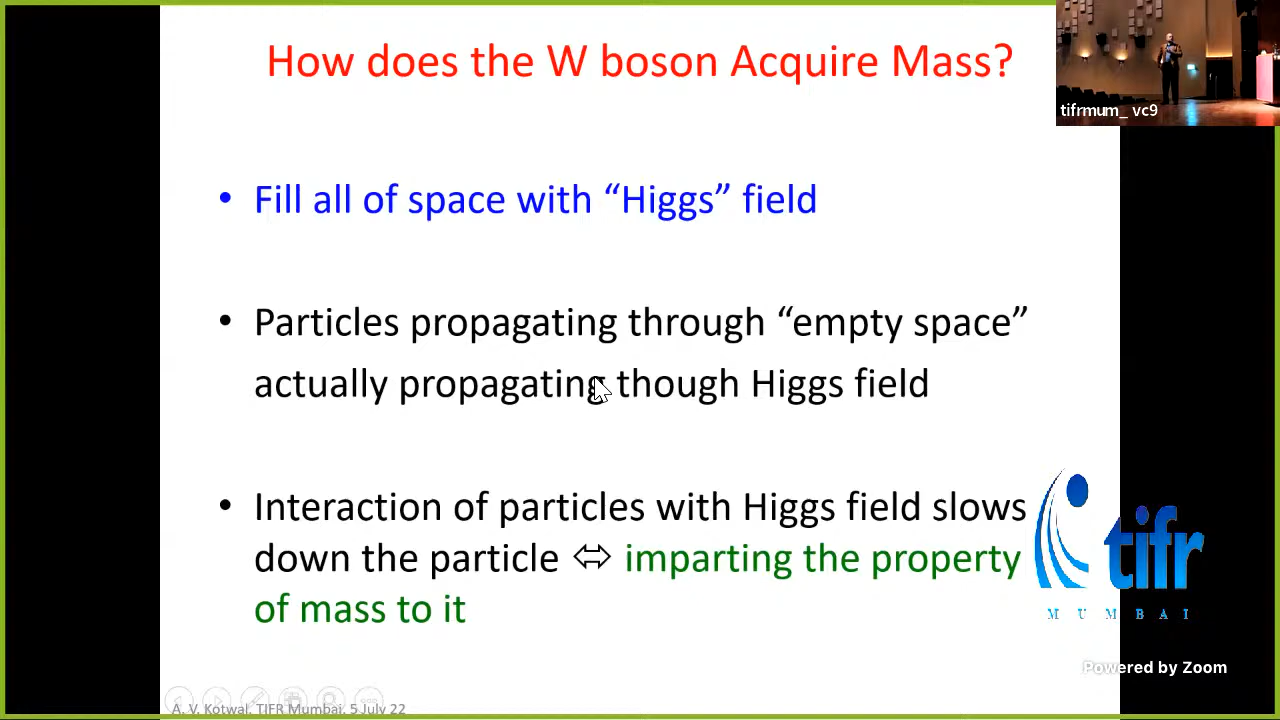 How does the W boson Acquire Mass?
tifrmum_ vc9
• Fill all of space with “Higgs” field
• Particles propagating through “empty space”
actually propagating though Higgs field
• Interaction of particles with Higgs field slows
down the particle ⇔ imparting the property
of mass to it
tifr
MUMBAI
Powered by Zoom
A. V. Kotwal, TIFR Mumbai, 5 July 22